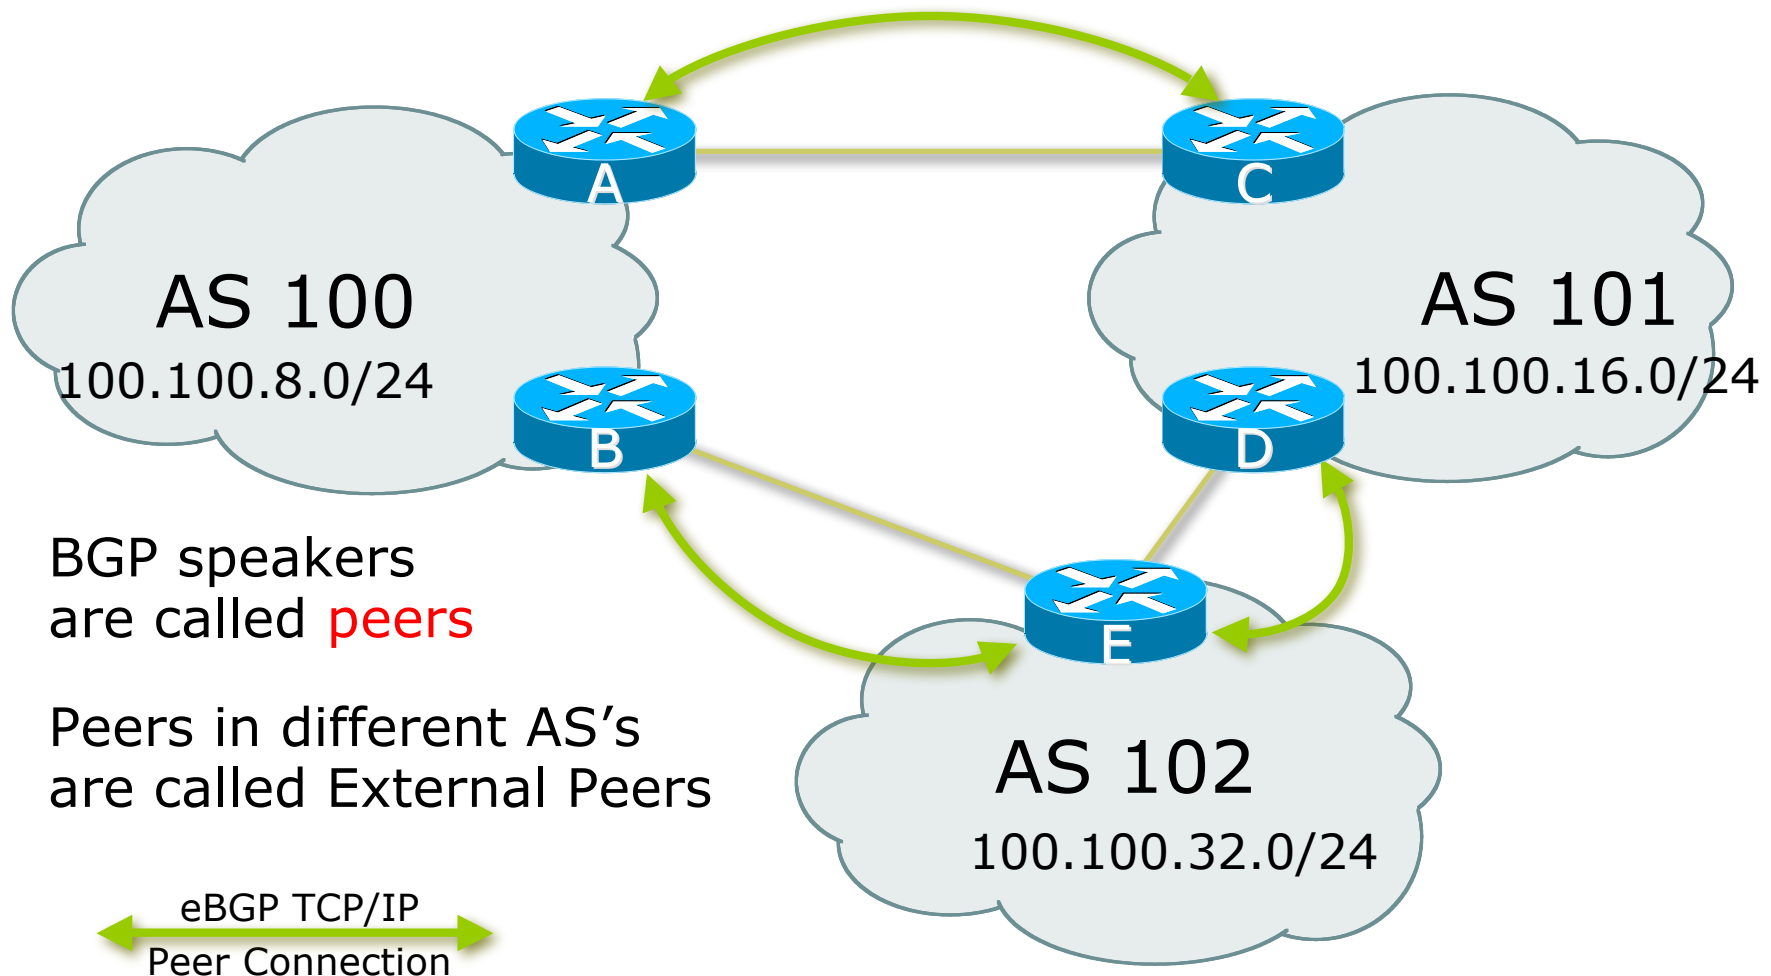 A
C
AS 100
100.100.8.0/24
AS 101
100.100.16.0/24
B
D
BGP speakers
are called peers
E
Peers in different AS’s
are called External Peers
AS 102
100.100.32.0/24
eBGP TCP/IP
Peer Connection